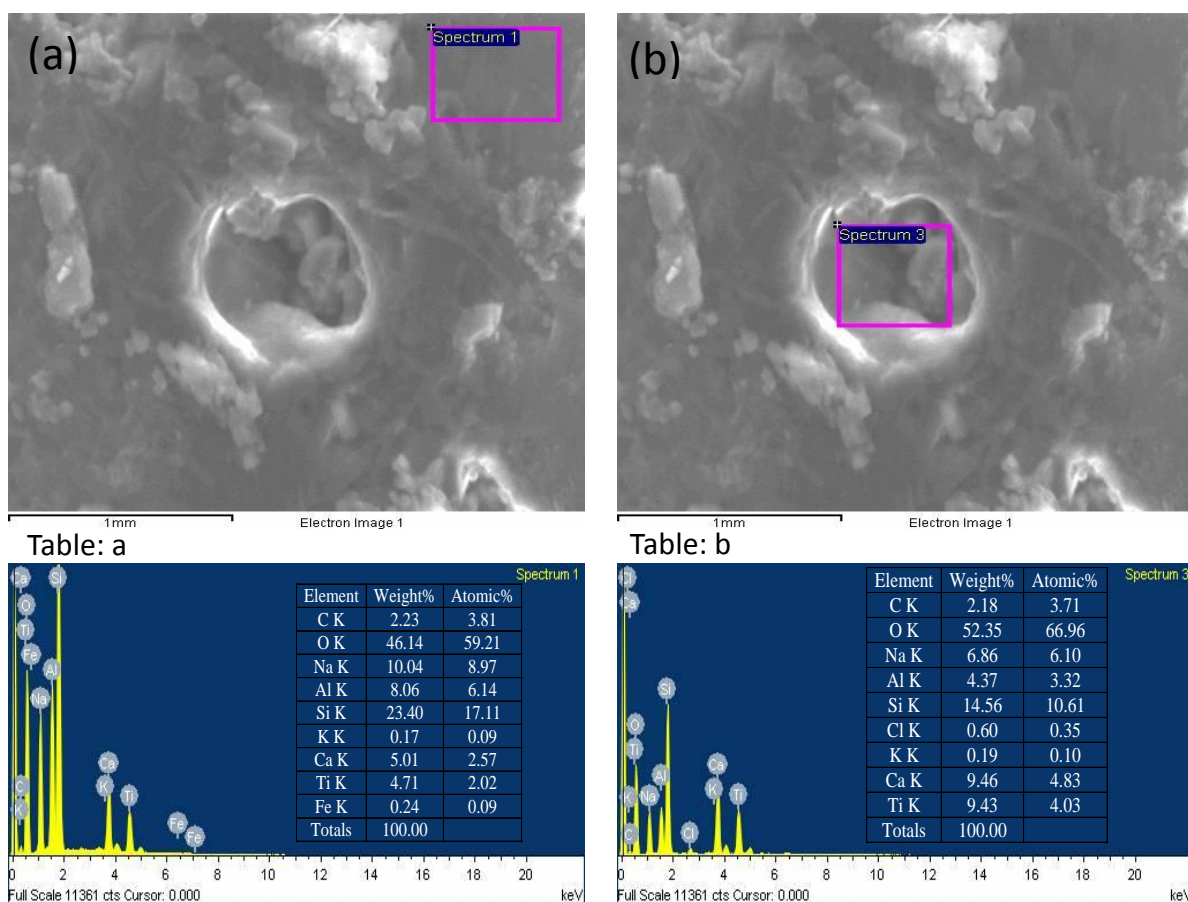 (a)
Spectrum 1
1mm
Electron Image 1
Table: a
Spectrum 1
Ca
Si
O
Ti
Fe
Al
Na
Ca
C
K
K
Ti
Fe
Fe
Element Weight% Atomic%
C K 2.23 3.81
O K 46.14 59.21
Na K 10.04 8.97
Al K 8.06 6.14
Si K 23.40 17.11
K K 0.17 0.09
Ca K 5.01 2.57
Ti K 4.71 2.02
Fe K 0.24 0.09
Totals 100.00
0 2 4 6 8 10 12 14 16 18 20
Full Scale 11361 cts Cursor: 0.000 keV
(b)
Spectrum 3
1mm
Electron Image 1
Table: b
Spectrum 3
Cl
Ca
Si
O
Ti
Al
Ca
K
Na
K
Ti
C
Cl
Element Weight% Atomic%
C K 2.18 3.71
O K 52.35 66.96
Na K 6.86 6.10
Al K 4.37 3.32
Si K 14.56 10.61
Cl K 0.60 0.35
K K 0.19 0.10
Ca K 9.46 4.83
Ti K 9.43 4.03
Totals 100.00
0 2 4 6 8 10 12 14 16 18 20
Full Scale 11361 cts Cursor: 0.000 keV